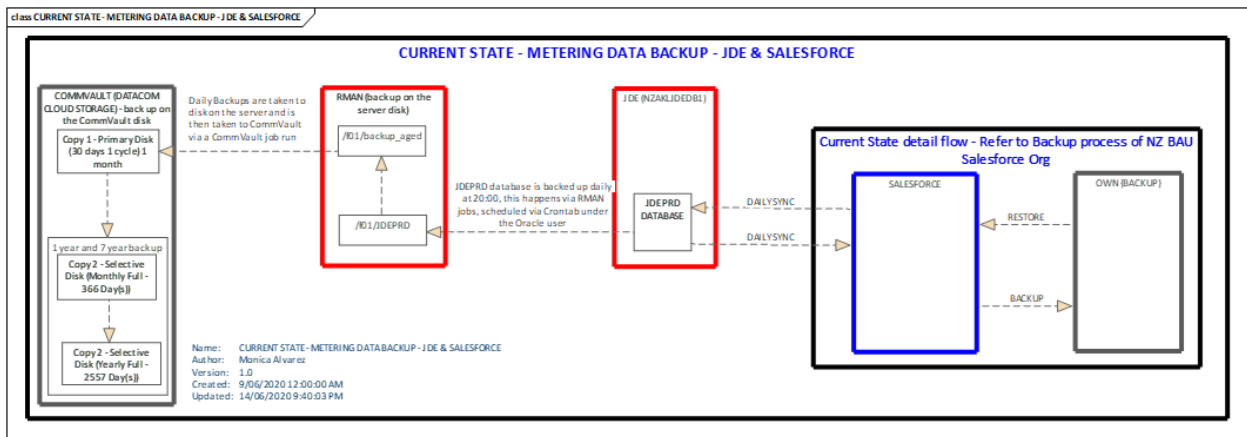 class CURRENT STATE - METERING DATA BACKUP - JDE & SALESFORCE
CURRENT STATE - METERING DATA BACKUP - JDE & SALESFORCE
COMMVAULT (DATACOM
CLOUD STORAGE) - back up on
the CommVault disk
Copy 1 - Primary Disk
(30 days 1 cycle) 1
month
1 year and 7 year backup
Copy 2 - Selective
Disk (Monthly Full -
366 Day(s))
Copy 2 - Selective
Disk (Yearly Full -
2557 Day(s))
Daily Backups are taken to
disk on the server and is
then taken to CommVault
via a CommVault job run
RMAN (backup on the
server disk)
/f01/backup_aged
/f01/JDEPRD
JDEPRD database is backed up daily
at 20:00, this happens via RMAN
jobs, scheduled via Crontab under
the Oracle user
JDE (NZAKLJDEDB1)
JDEPRD
DATABASE
DAILY SYNC
DAILY SYNC
Current State detail flow - Refer to Backup process of NZ BAU
Salesforce Org
SALESFORCE
OWN (BACKUP)
RESTORE
BACKUP
Name: CURRENT STATE - METERING DATA BACKUP - JDE & SALESFORCE
Author: Monica Alvarez
Version: 1.0
Created: 9/06/2020 12:00:00 AM
Updated: 14/06/2020 9:40:03 PM